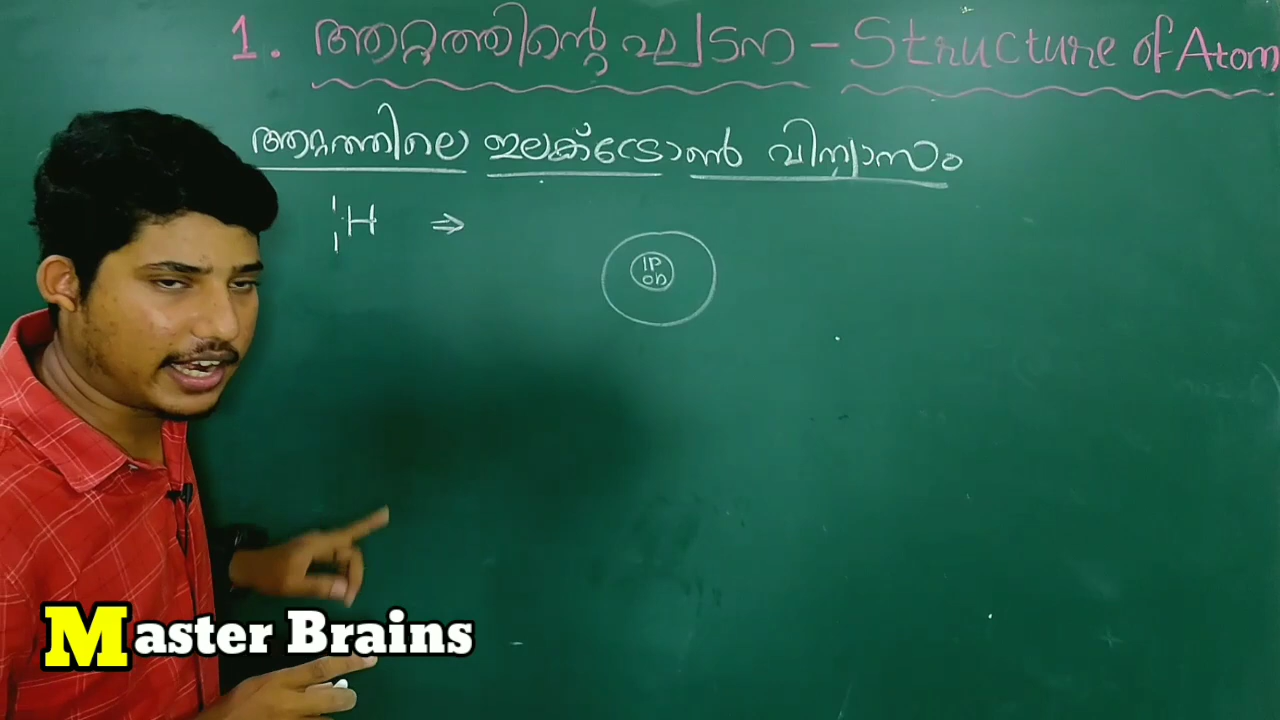 1. ആറ്റത്തിന്റെ ഘടന - Structure of Atom
ആറ്റത്തിലെ ഇലക്ട്രോൺ വിന്യാസം
¹₁H ⇒
1P
0n
Master Brains